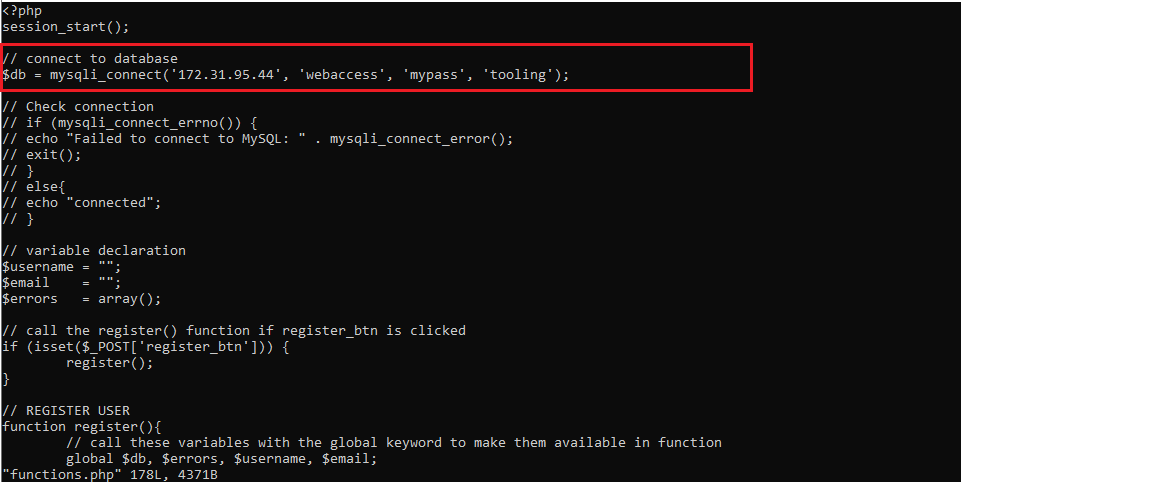 <?php
session_start();
// connect to database
$db = mysqli_connect('172.31.95.44', 'webaccess', 'mypass', 'tooling');
// Check connection
// if (mysqli_connect_errno()) {
// echo "Failed to connect to MySQL: " . mysqli_connect_error();
// exit();
// }
// else{
// echo "connected";
// }
// variable declaration
$username = "";
$email    = "";
$errors   = array();
// call the register() function if register_btn is clicked
if (isset($_POST['register_btn'])) {
        register();
}
// REGISTER USER
function register(){
        // call these variables with the global keyword to make them available in function
        global $db, $errors, $username, $email;
"functions.php" 178L, 4371B